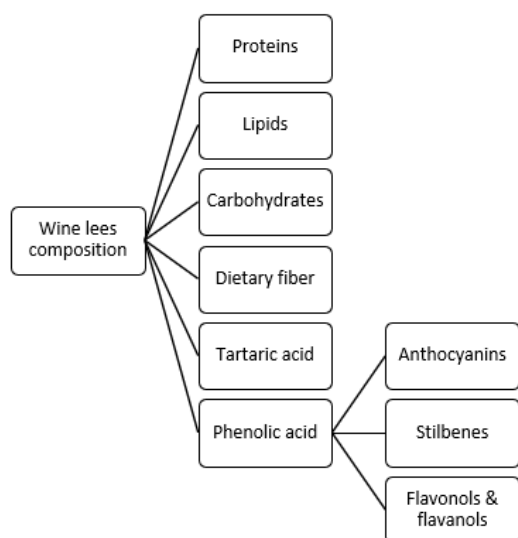 Proteins
Lipids
Carbohydrates
Wine lees
composition
Dietary fiber
Tartaric acid
Anthocyanins
Phenolic acid
Stilbenes
Flavonols &
flavanols